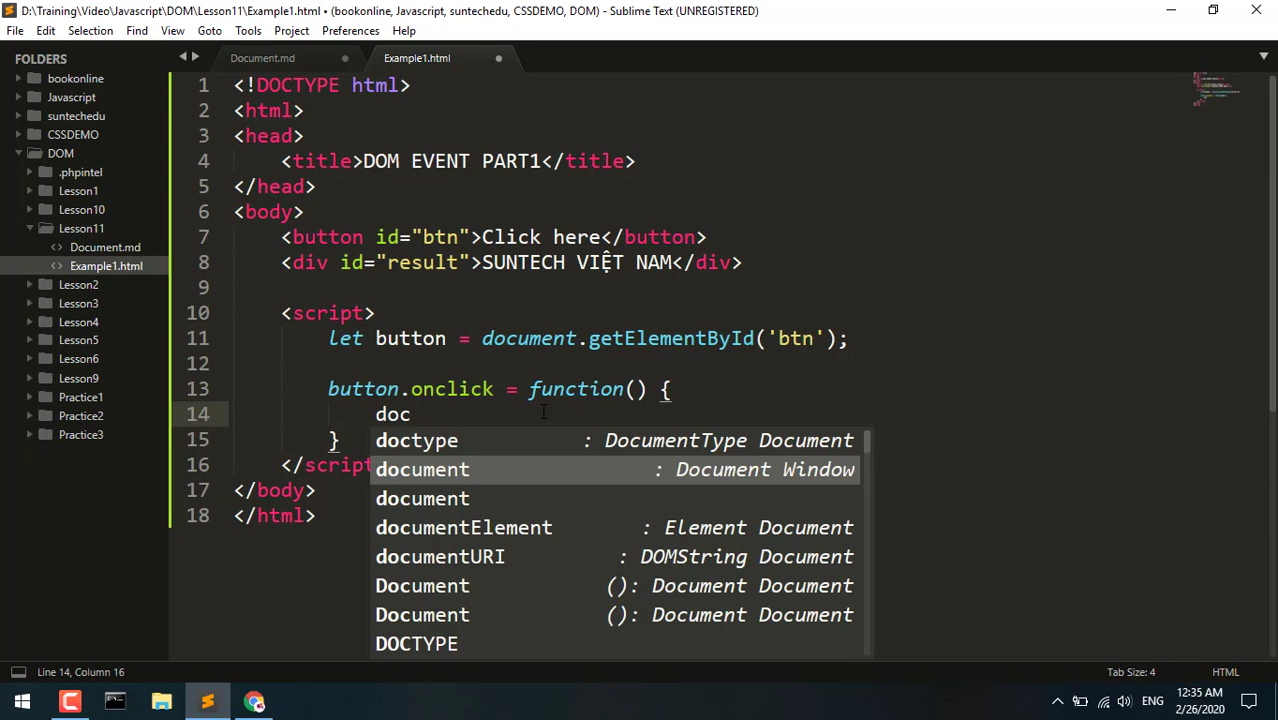 D:\Training\Video\Javascript\DOM\Lesson11\Example1.html • (bookonline, Javascript, suntechedu, CSSDEMO, DOM) - Sublime Text (UNREGISTERED)
File Edit Selection Find View Goto Tools Project Preferences Help
FOLDERS
bookonline
Javascript
suntechedu
CSSDEMO
DOM
.phpintel
Lesson1
Lesson10
Lesson11
<> Document.md
<> Example1.html
Lesson2
Lesson3
Lesson4
Lesson5
Lesson6
Lesson9
Practice1
Practice2
Practice3
Document.md Example1.html
1 <!DOCTYPE html>
2 <html>
3 <head>
4 <title>DOM EVENT PART1</title>
5 </head>
6 <body>
7 <button id="btn">Click here</button>
8 <div id="result">SUNTECH VIỆT NAM</div>
9
10 <script>
11 let button = document.getElementById('btn');
12
13 button.onclick = function() {
14 doc
15 }
16 </script
17 </body>
18 </html>
doctype : DocumentType Document
document : Document Window
document
documentElement : Element Document
documentURI : DOMString Document
Document (): Document Document
Document (): Document Document
DOCTYPE
Line 14, Column 16 Tab Size: 4 HTML
ENG
12:35 AM
2/26/2020